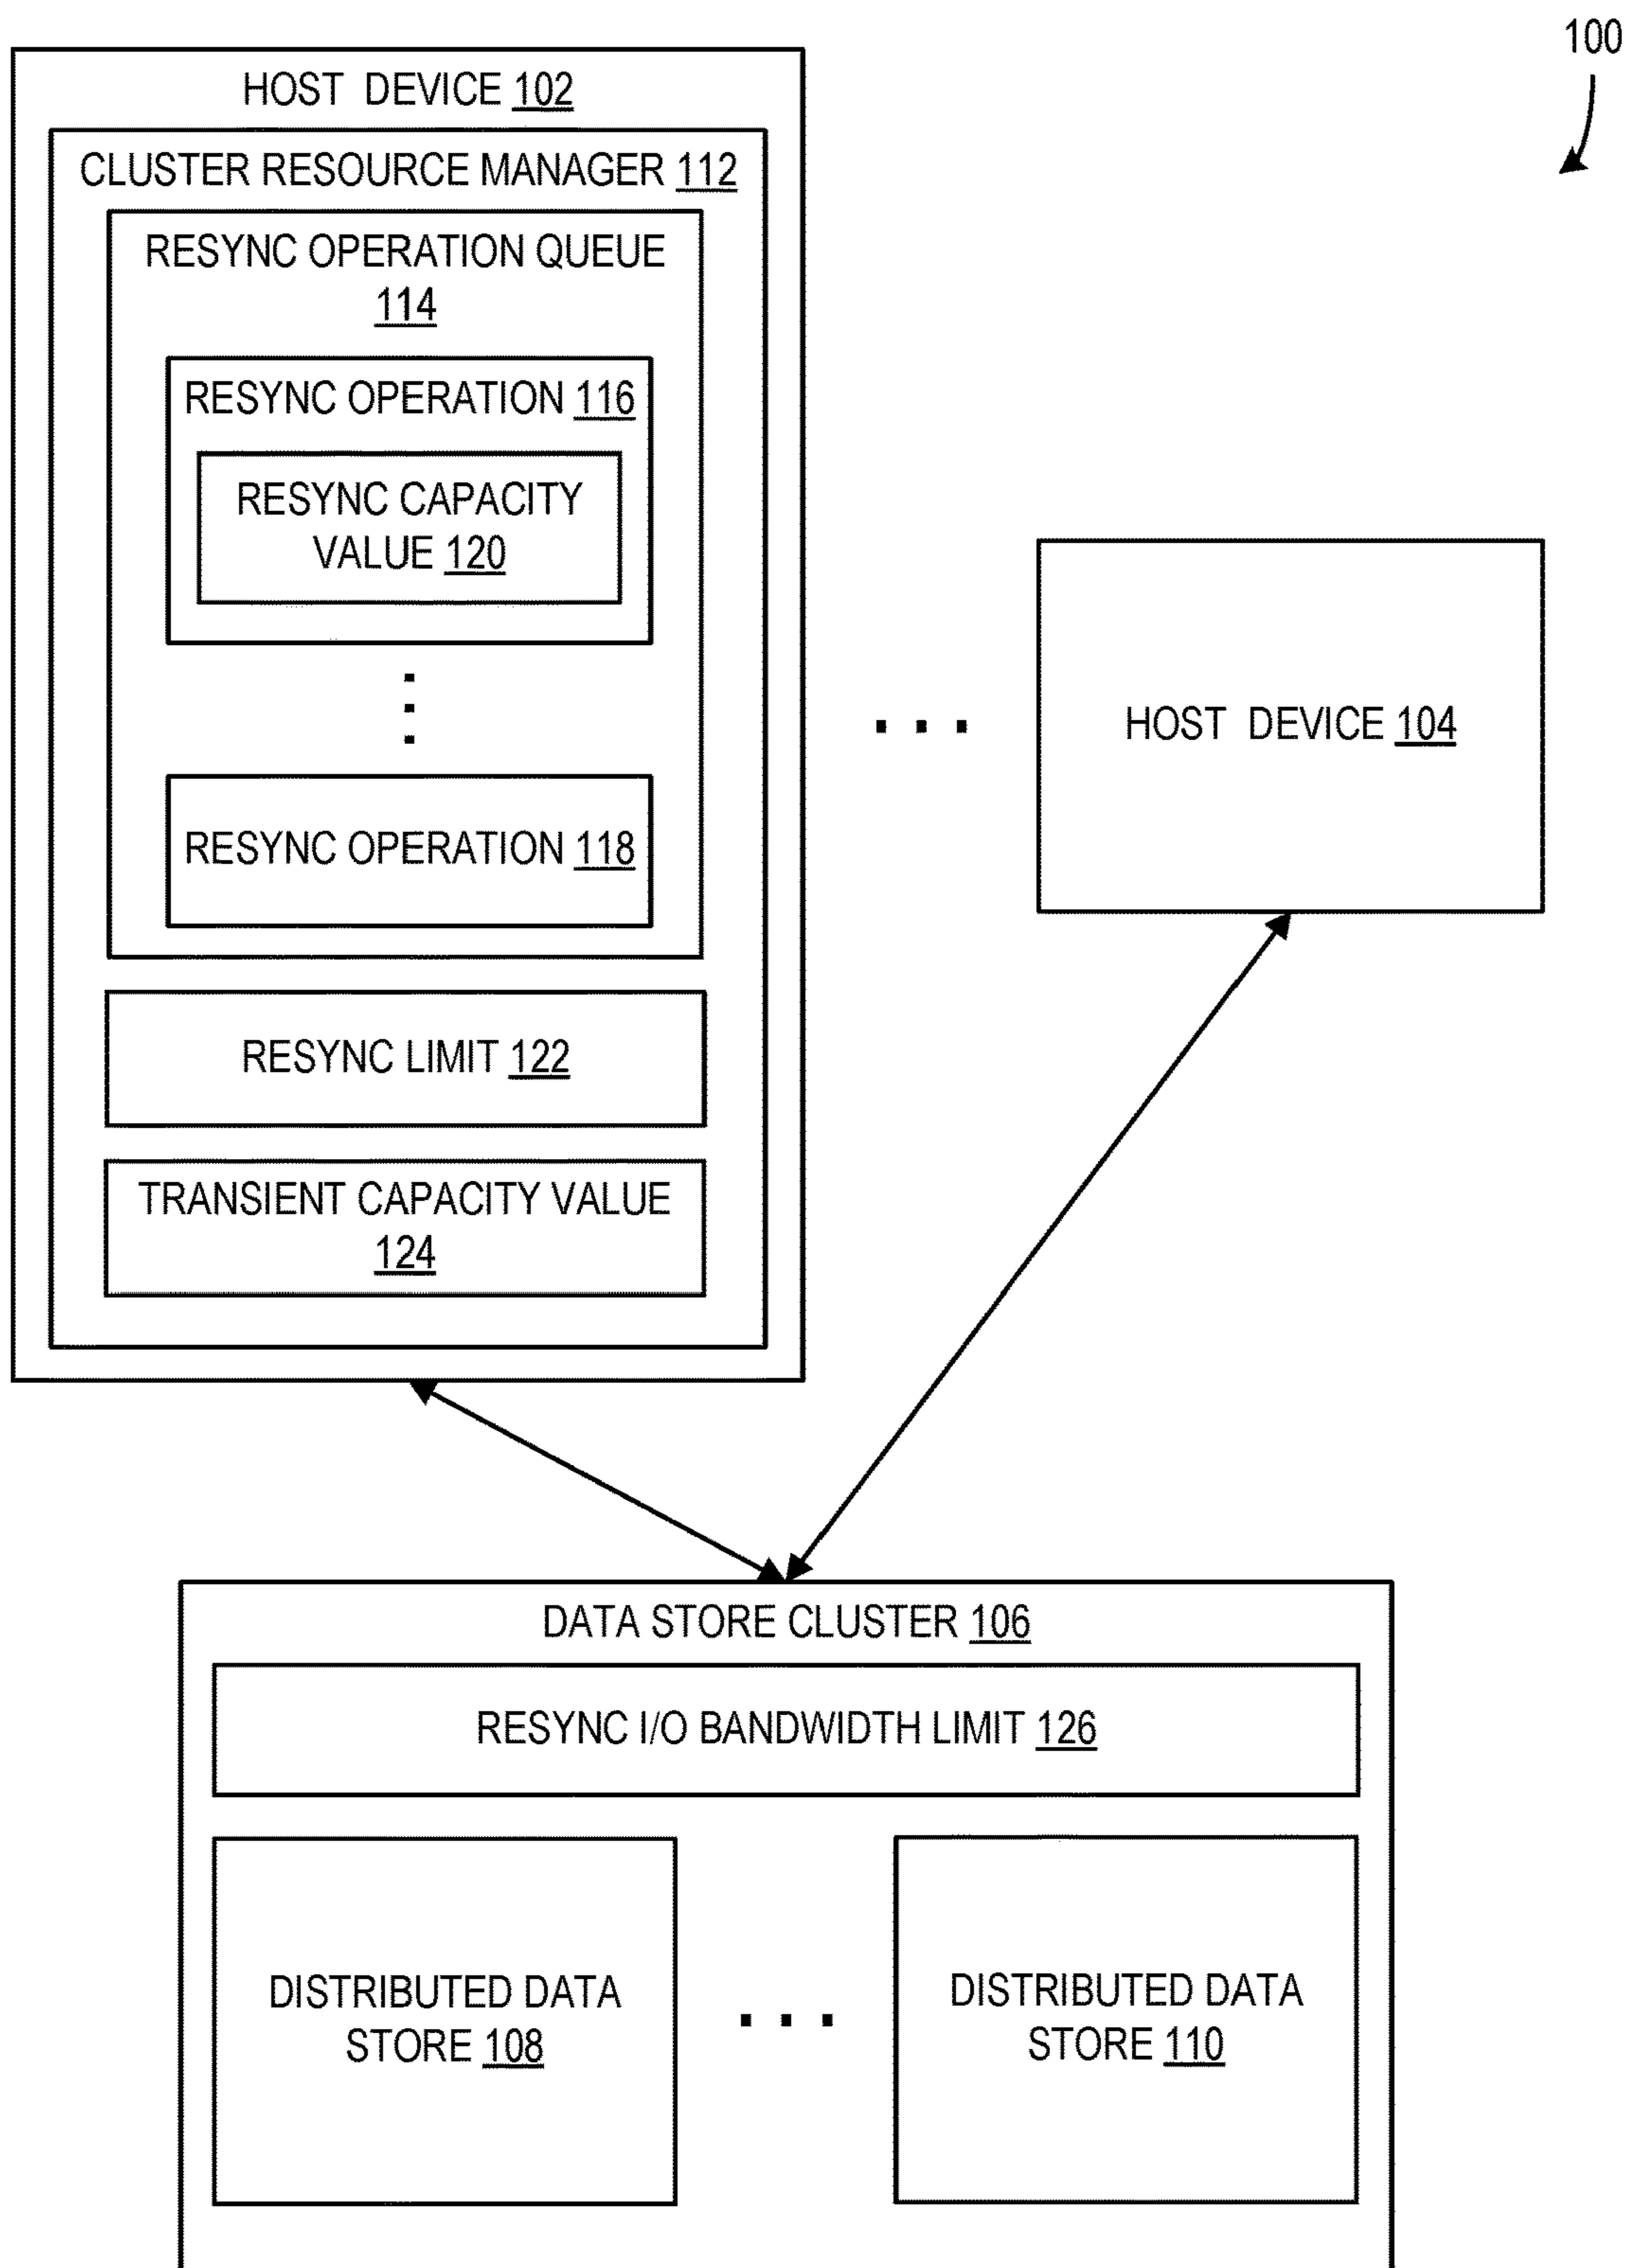 100
HOST DEVICE 102
CLUSTER RESOURCE MANAGER 112
RESYNC OPERATION QUEUE
114
RESYNC OPERATION 116
RESYNC CAPACITY
VALUE 120
RESYNC OPERATION 118
RESYNC LIMIT 122
TRANSIENT CAPACITY VALUE
124
HOST DEVICE 104
DATA STORE CLUSTER 106
RESYNC I/O BANDWIDTH LIMIT 126
DISTRIBUTED DATA
STORE 108
DISTRIBUTED DATA
STORE 110